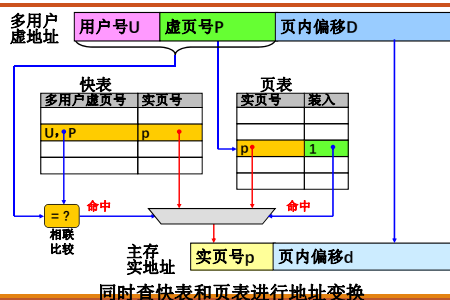 多用户
虚地址
用户号U 虚页号P 页内偏移D
快表 页表
多用户虚页号 实页号 实页号 装入
U，P p p 1
= ?
命中 命中
相联
比较
主存
实地址
实页号p 页内偏移d
同时查快表和页表进行地址变换